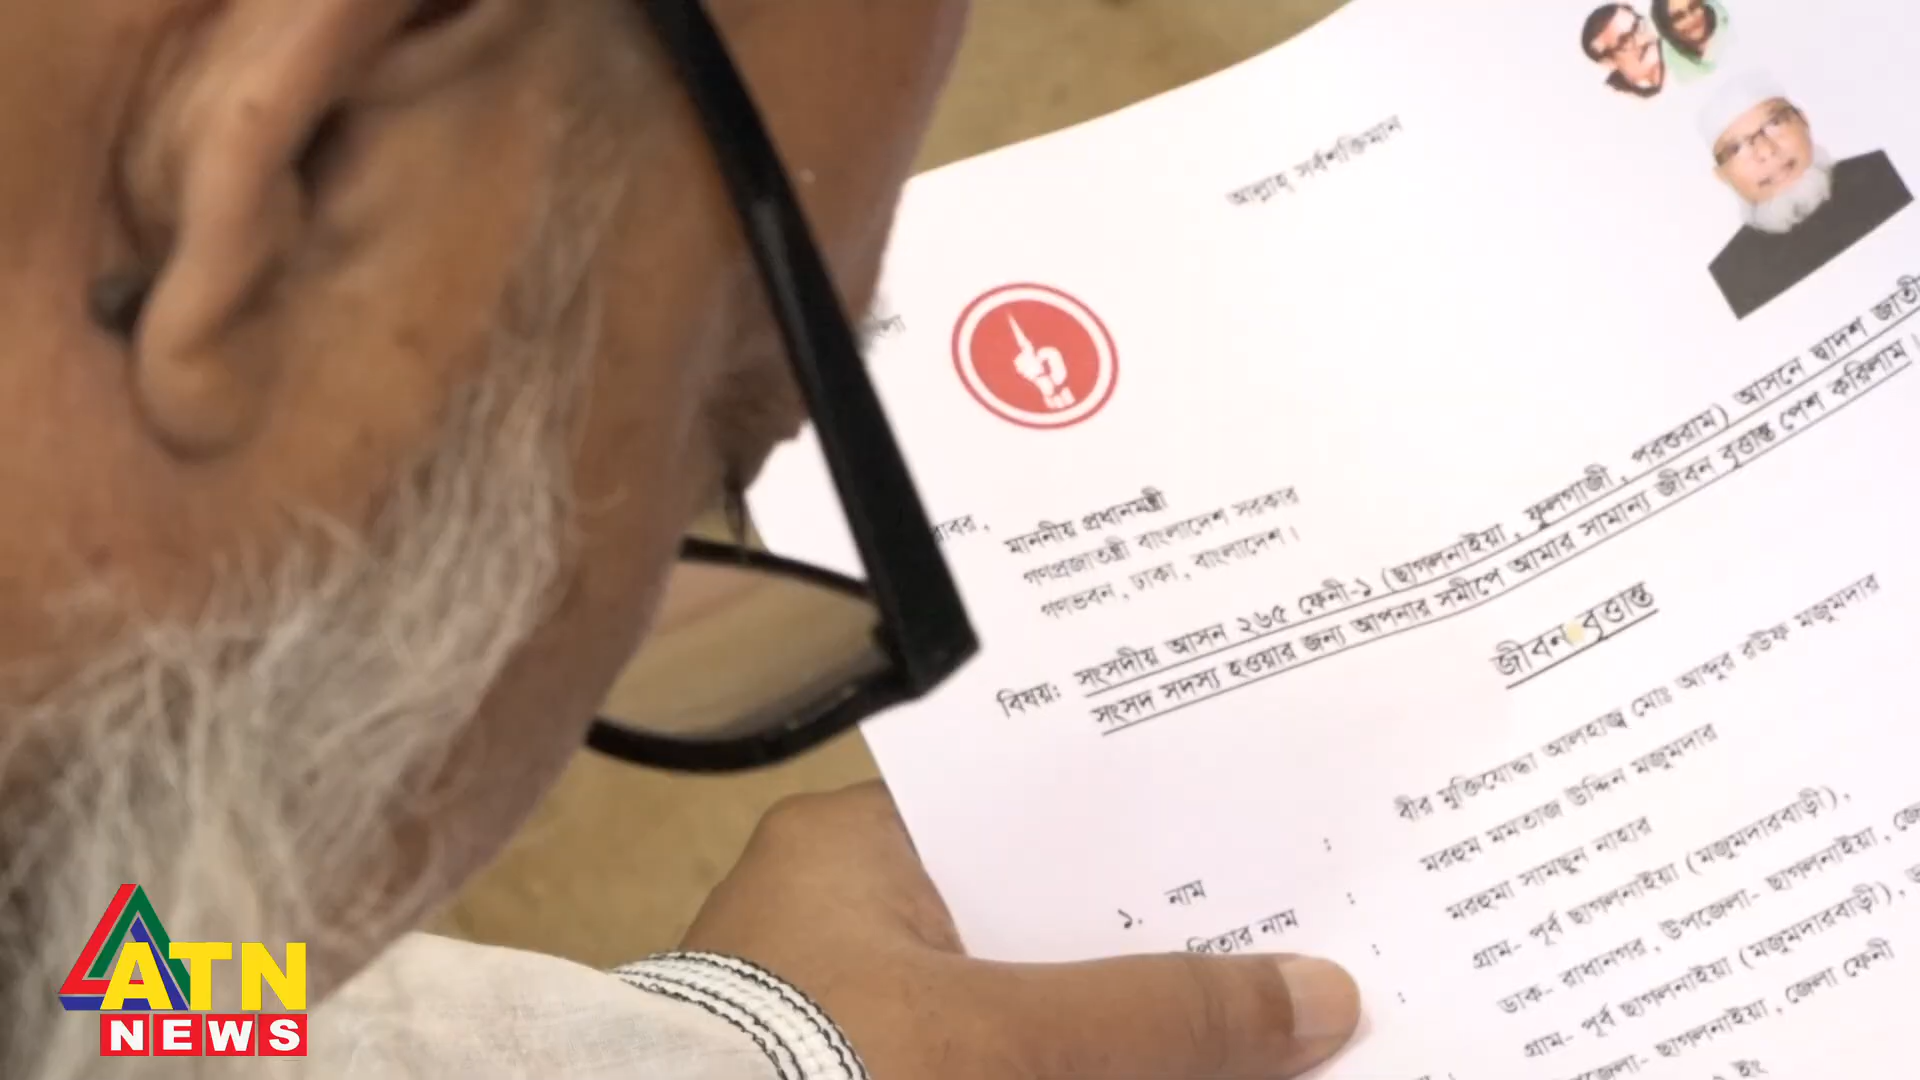 আল্লাহ সর্বশক্তিমান
বরাবর,
মাননীয় প্রধানমন্ত্রী
গণপ্রজাতন্ত্রী বাংলাদেশ সরকার
গণভবন, ঢাকা, বাংলাদেশ।
বিষয়: সংসদীয় আসন ২৬৫ ফেনী-১ (ছাগলনাইয়া, ফুলগাজী, পরশুরাম) আসনে দ্বাদশ জাতীয়
সংসদ সদস্য হওয়ার জন্য আপনার সমীপে আমার সামান্য জীবন বৃত্তান্ত পেশ করিলাম।
জীবন বৃত্তান্ত
১. নাম : বীর মুক্তিযোদ্ধা আলহাজ্ব মোঃ আব্দুর রউফ মজুমদার
পিতার নাম : মরহুম মমতাজ উদ্দিন মজুমদার
: মরহুমা সামছুন নাহার
: গ্রাম- পূর্ব ছাগলনাইয়া (মজুমদারবাড়ী),
ডাক- রাধানগর, উপজেলা- ছাগলনাইয়া, জে
গ্রাম- পূর্ব ছাগলনাইয়া (মজুমদারবাড়ী),
উপজেলা- ছাগলনাইয়া, জেলা ফেনী
ইং
ATN
NEWS